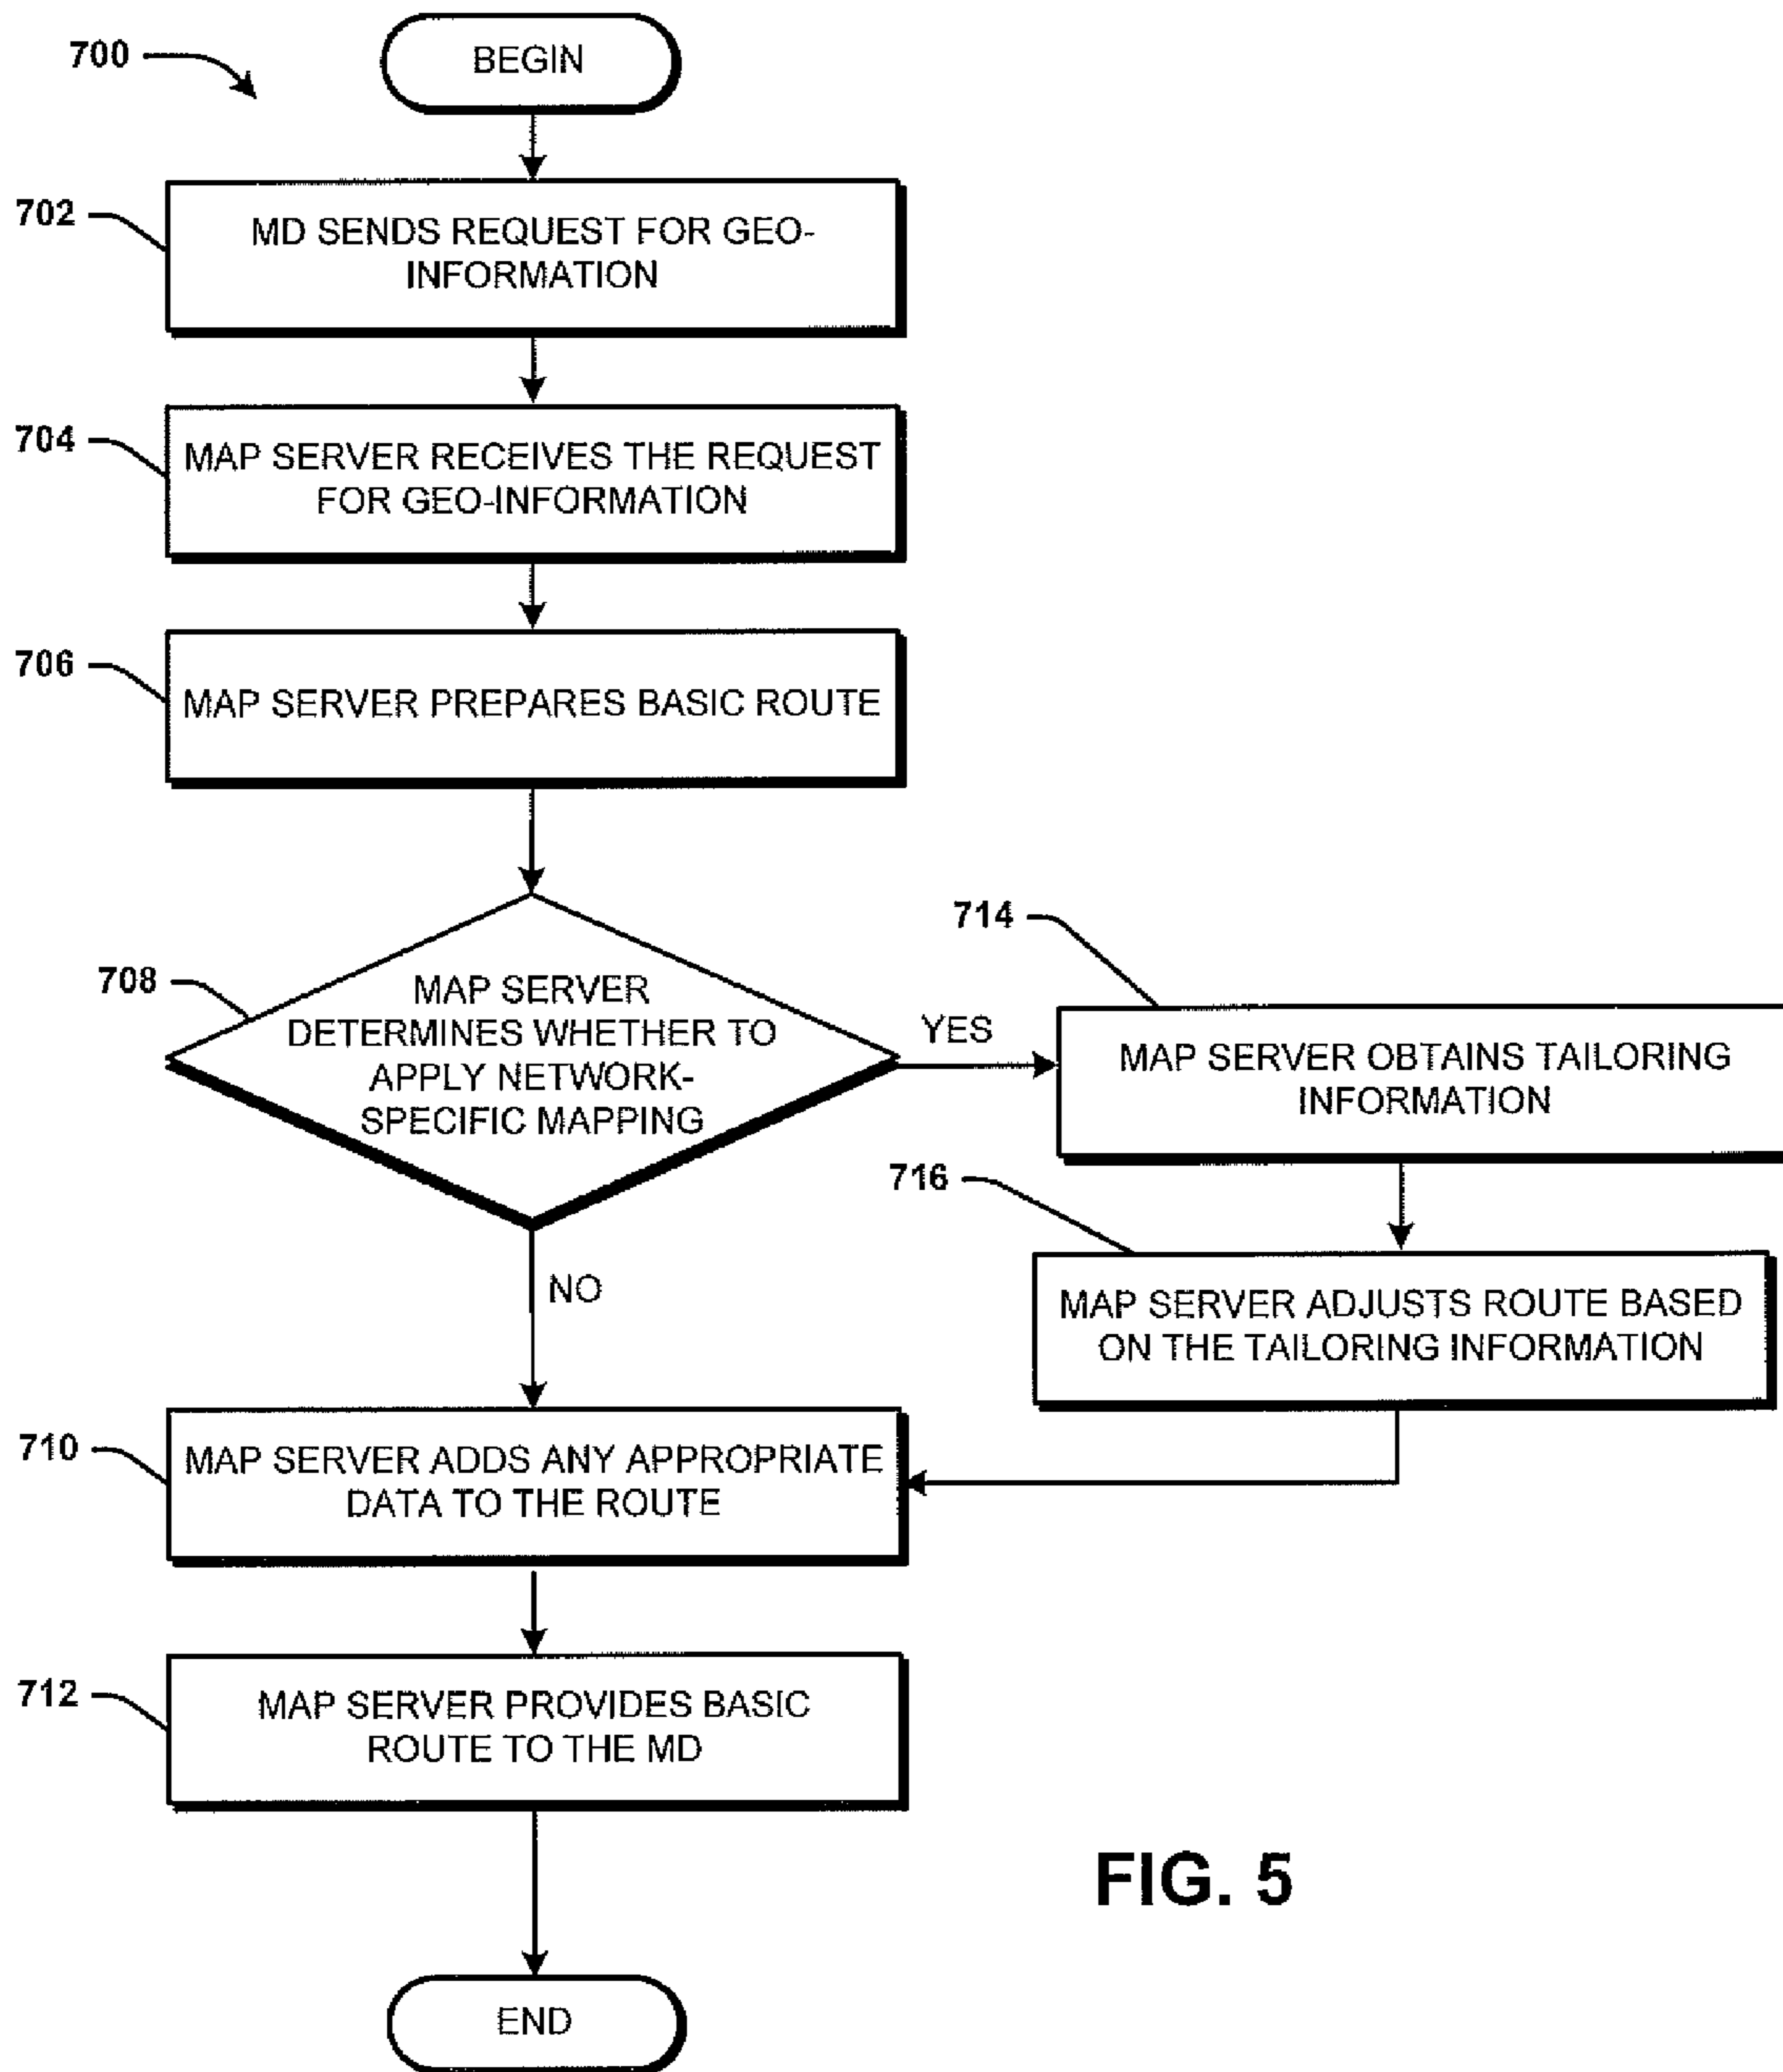 700
BEGIN
702
MD SENDS REQUEST FOR GEO-
INFORMATION
704
MAP SERVER RECEIVES THE REQUEST
FOR GEO-INFORMATION
706
MAP SERVER PREPARES BASIC ROUTE
708
MAP SERVER
DETERMINES WHETHER TO
APPLY NETWORK-
SPECIFIC MAPPING
YES
714
MAP SERVER OBTAINS TAILORING
INFORMATION
716
MAP SERVER ADJUSTS ROUTE BASED
ON THE TAILORING INFORMATION
NO
710
MAP SERVER ADDS ANY APPROPRIATE
DATA TO THE ROUTE
712
MAP SERVER PROVIDES BASIC
ROUTE TO THE MD
END
FIG. 5